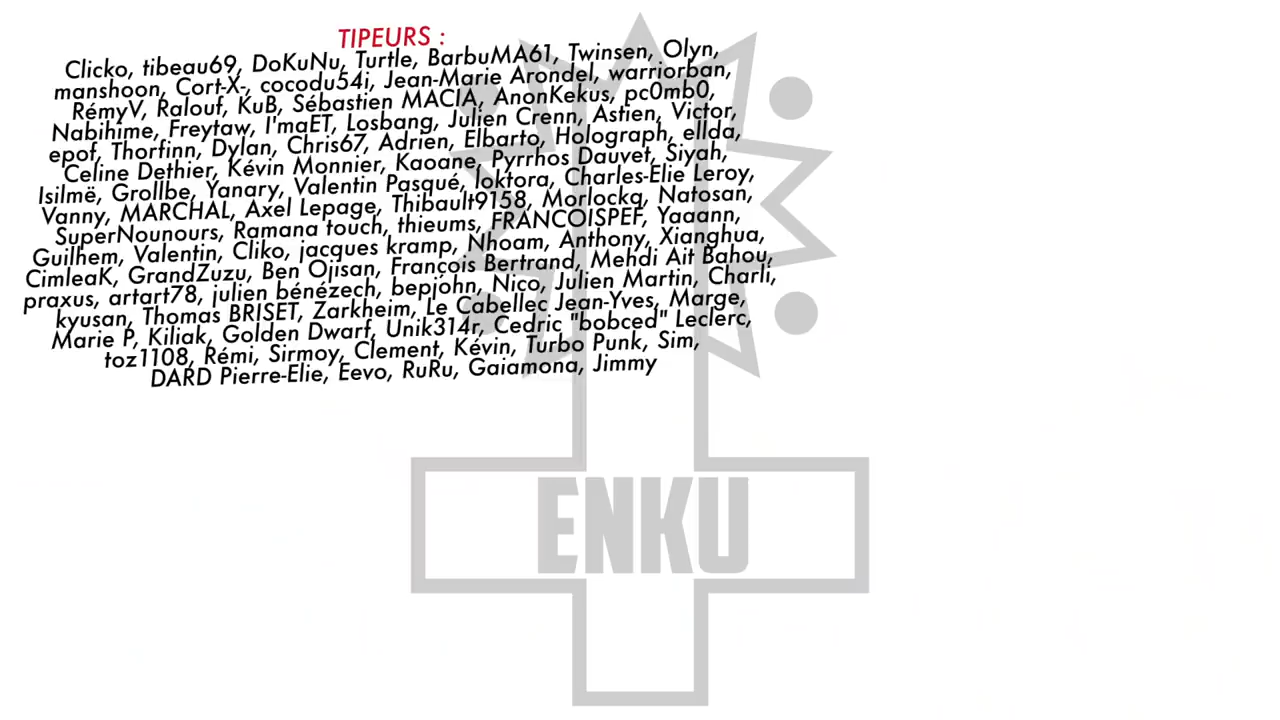 TIPEURS :
Clicko, tibeau69, DoKuNu, Turtle, BarbuMA61, Twinsen, Olyn,
manshoon, Cort-X-, cocodu54i, Jean-Marie Arondel, warriorban,
RémyV, Ralouf, KuB, Sébastien MACIA, AnonKekus, pc0mb0,
Nabihime, Freytaw, I'maET, Losbang, Julien Crenn, Astien, Victor,
epof, Thorfinn, Dylan, Chris67, Adrien, Elbarto, Holograph, ellda,
Celine Dethier, Kévin Monnier, Kaoane, Pyrrhos Dauvet, Siyah,
Isilmë, Grollbe, Yanary, Valentin Pasqué, loktora, Charles-Elie Leroy,
Vanny, MARCHAL, Axel Lepage, Thibault9158, Morlockq, Natosan,
SuperNounours, Ramana touch, thieums, FRANCOISPEF, Yaaann,
Guilhem, Valentin, Cliko, jacques kramp, Nhoam, Anthony, Xianghua,
CimleaK, GrandZuzu, Ben Ojisan, François Bertrand, Mehdi Ait Bahou,
praxus, artart78, julien bénézech, bepjohn, Nico, Julien Martin, Charli,
kyusan, Thomas BRISET, Zarkheim, Le Cabellec Jean-Yves, Marge,
Marie P, Kiliak, Golden Dwarf, Unik314r, Cedric "bobced" Leclerc,
toz1108, Rémi, Sirmoy, Clement, Kévin, Turbo Punk, Sim,
DARD Pierre-Elie, Eevo, RuRu, Gaiamona, Jimmy
ENKU